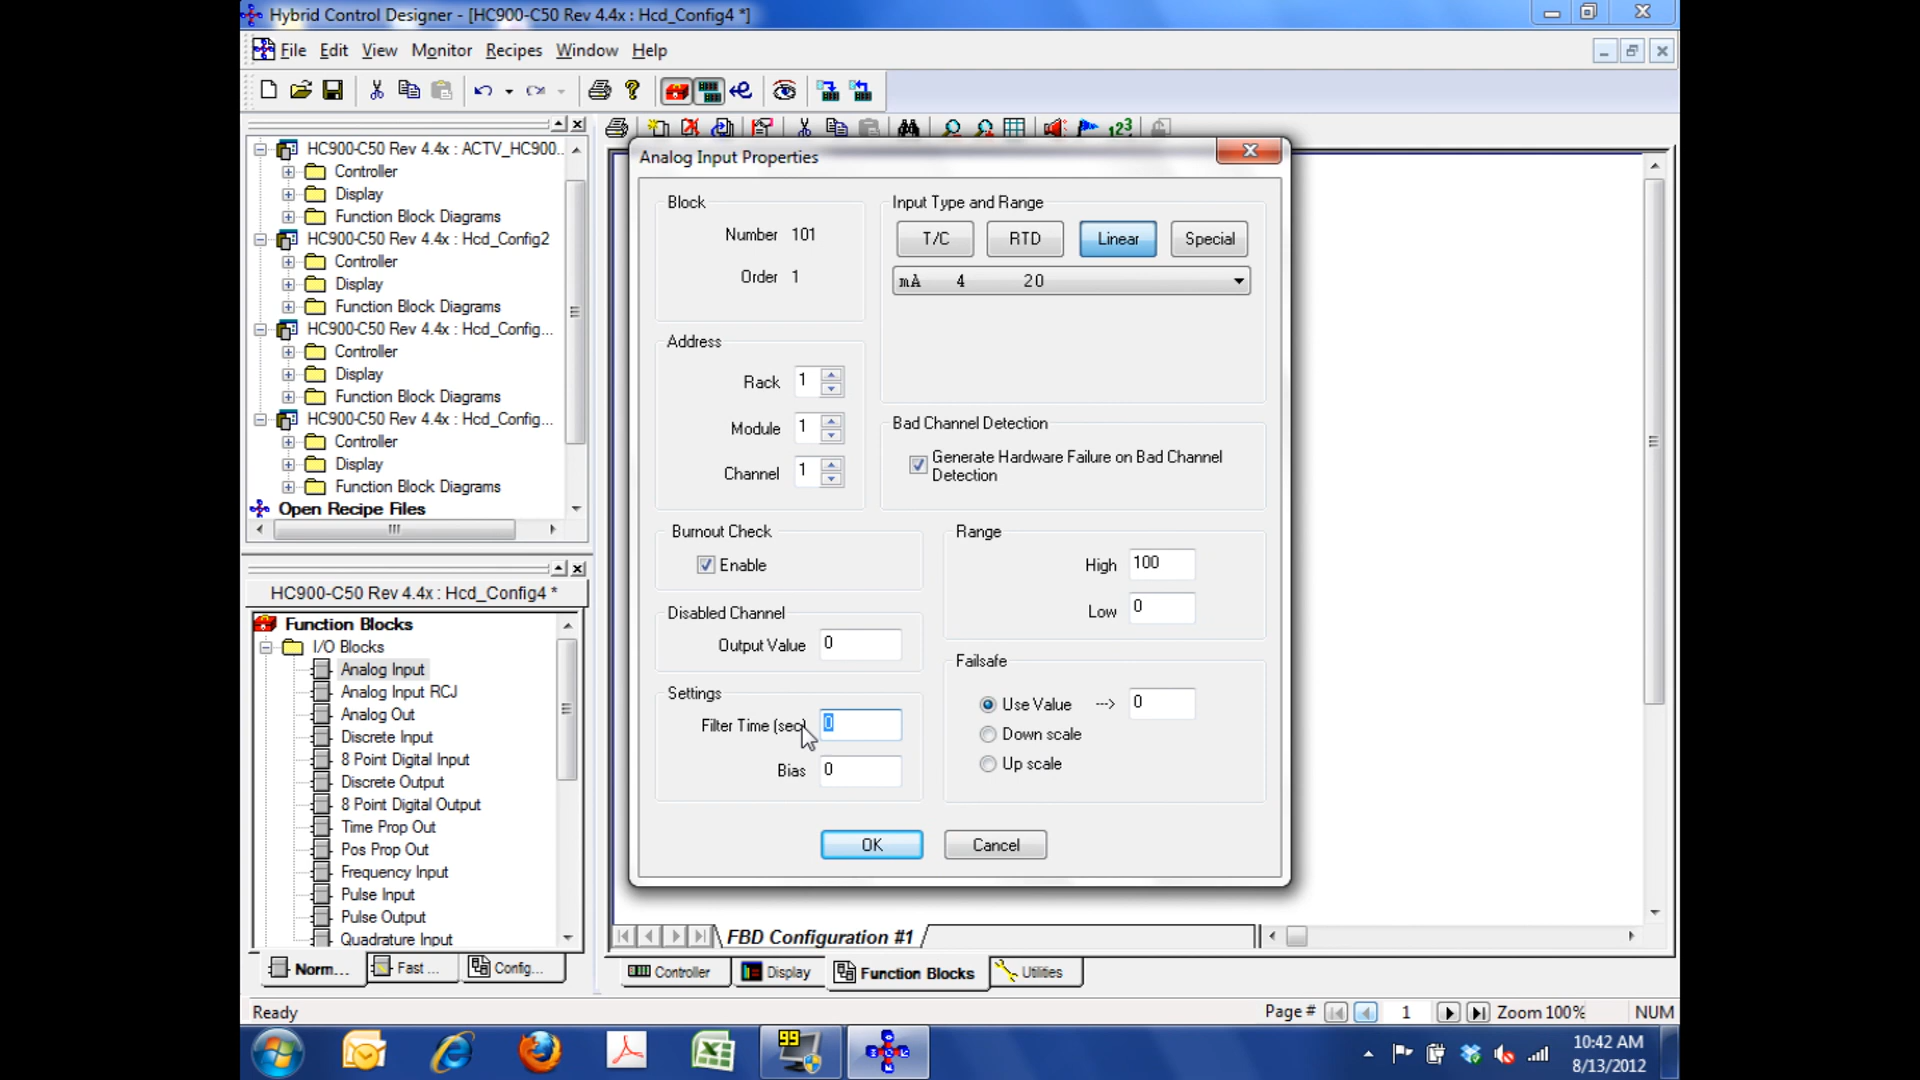 Hybrid Control Designer - [HC900-C50 Rev 4.4x : Hcd_Config4 *]
File Edit View Monitor Recipes Window Help
HC900-C50 Rev 4.4x : ACTV_HC900...
Controller
Display
Function Block Diagrams
HC900-C50 Rev 4.4x : Hcd_Config2
Controller
Display
Function Block Diagrams
HC900-C50 Rev 4.4x : Hcd_Config...
Controller
Display
Function Block Diagrams
HC900-C50 Rev 4.4x : Hcd_Config...
Controller
Display
Function Block Diagrams
Open Recipe Files
HC900-C50 Rev 4.4x : Hcd_Config4 *
Function Blocks
I/O Blocks
Analog Input
Analog Input RCJ
Analog Out
Discrete Input
8 Point Digital Input
Discrete Output
8 Point Digital Output
Time Prop Out
Pos Prop Out
Frequency Input
Pulse Input
Pulse Output
Quadrature Input
Norm... Fast ... Config...
123
Analog Input Properties
Block
Number 101
Order 1
Input Type and Range
T/C RTD Linear Special
mA 4 20
Address
Rack 1
Module 1
Channel 1
Bad Channel Detection
Generate Hardware Failure on Bad Channel
Detection
Burnout Check
Enable
Range
High 100
Low 0
Disabled Channel
Output Value 0
Settings
Filter Time (sec) 0
Bias 0
Failsafe
Use Value ---> 0
Down scale
Up scale
OK Cancel
FBD Configuration #1
Controller Display Function Blocks Utilities
Ready Page # 1 Zoom 100% NUM
99
10:42 AM
8/13/2012